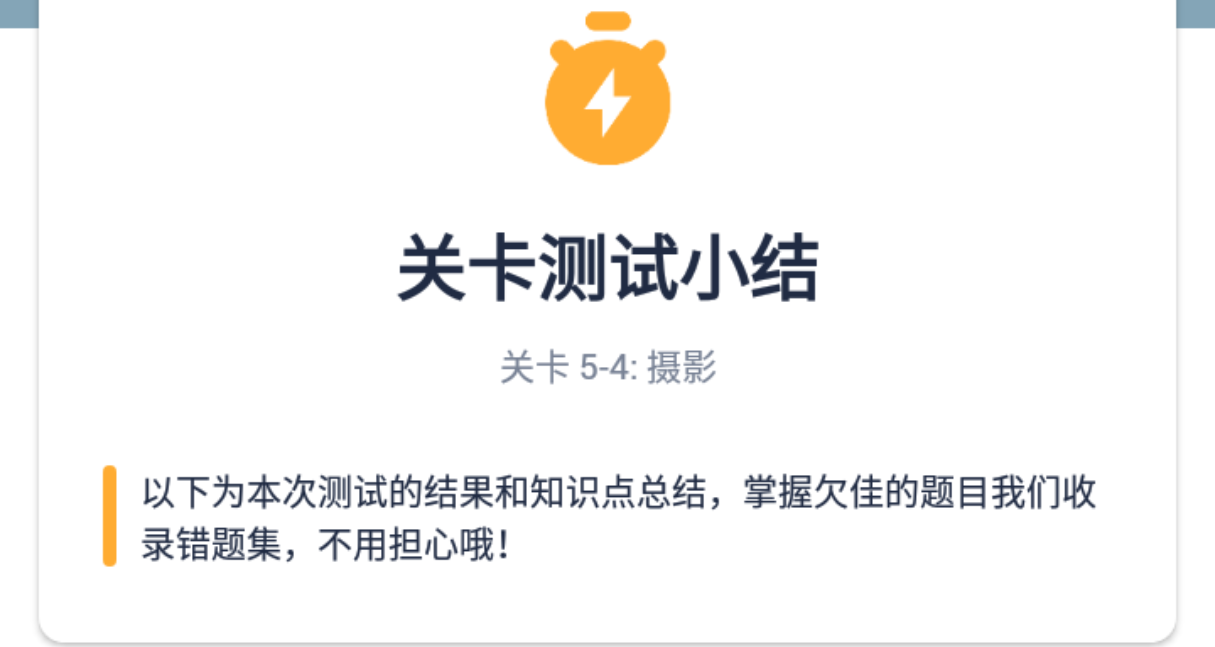 关卡测试小结
关卡 5-4: 摄影
以下为本次测试的结果和知识点总结，掌握欠佳的题目我们收
录错题集，不用担心哦！